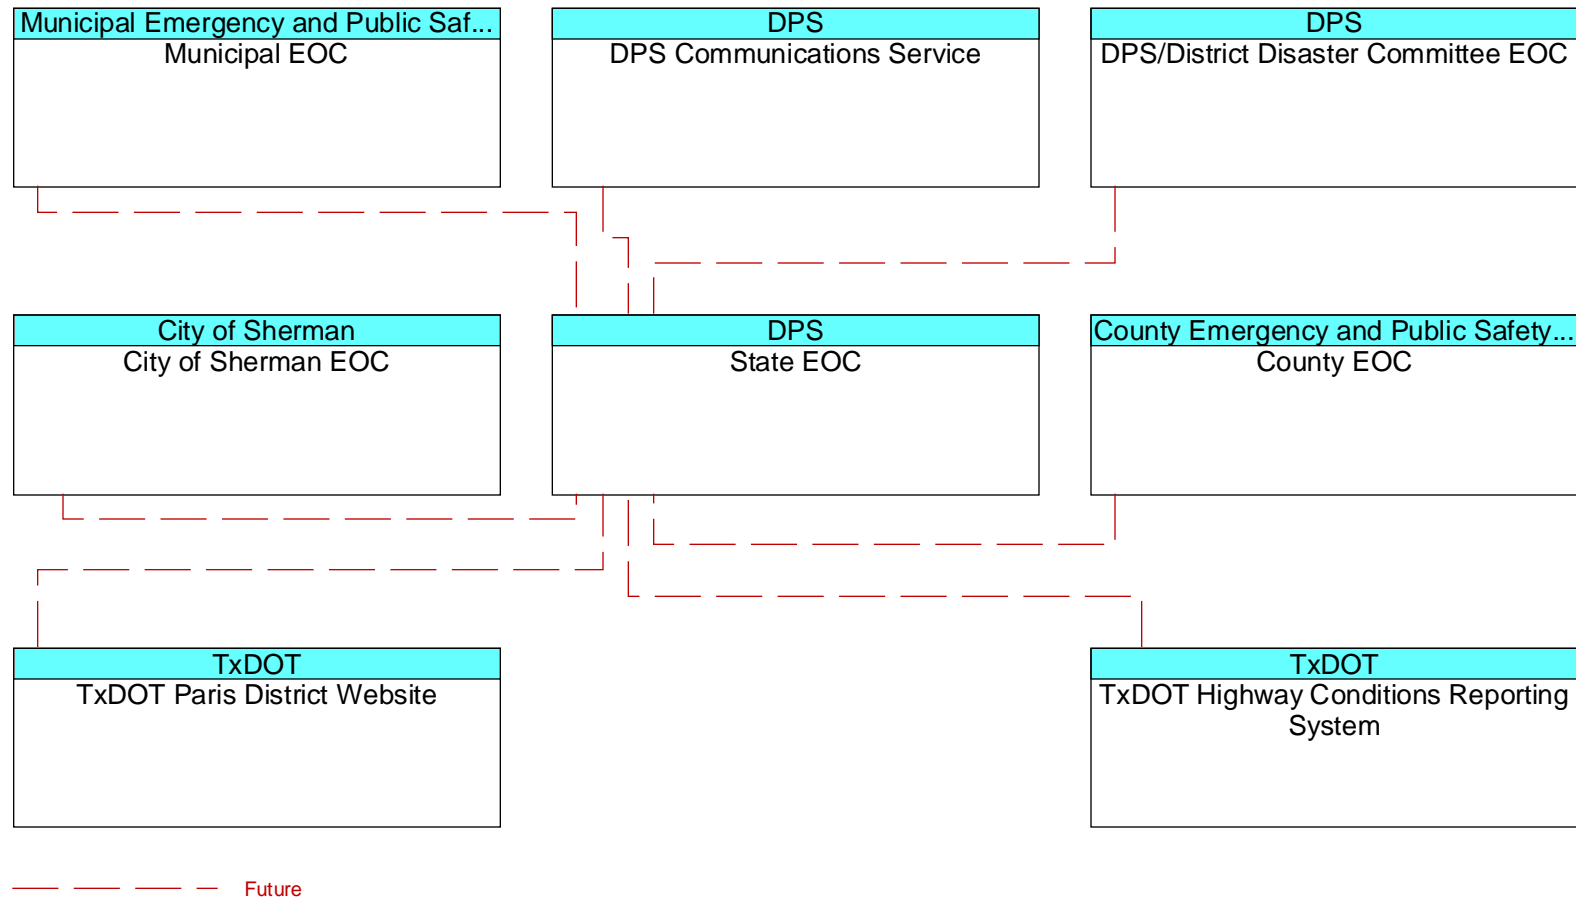 Municipal Emergency and Public Saf...
Municipal EOC
DPS
DPS Communications Service
DPS
DPS/District Disaster Committee EOC
City of Sherman
City of Sherman EOC
DPS
State EOC
County Emergency and Public Safety...
County EOC
TxDOT
TxDOT Paris District Website
TxDOT
TxDOT Highway Conditions Reporting
System
Future